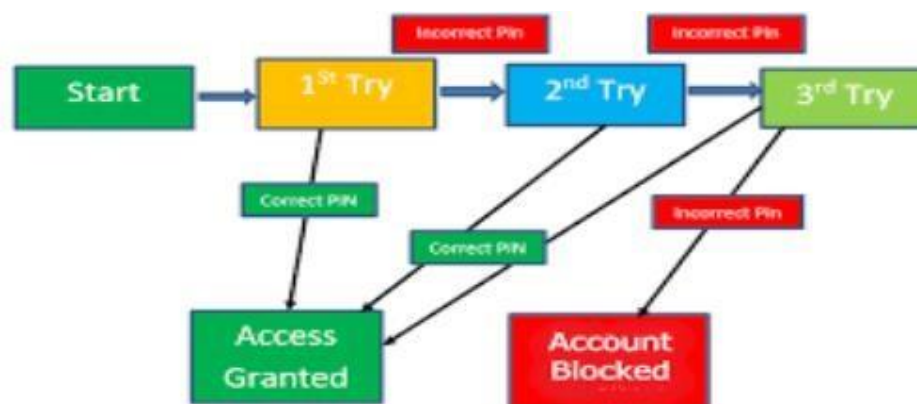 Incorrect Pin
Incorrect Pin
Start
1St Try
2nd Try
3rd Try
Correct PIN
Incorrect Pin
Correct PIN
Access
Granted
Account
Blocked